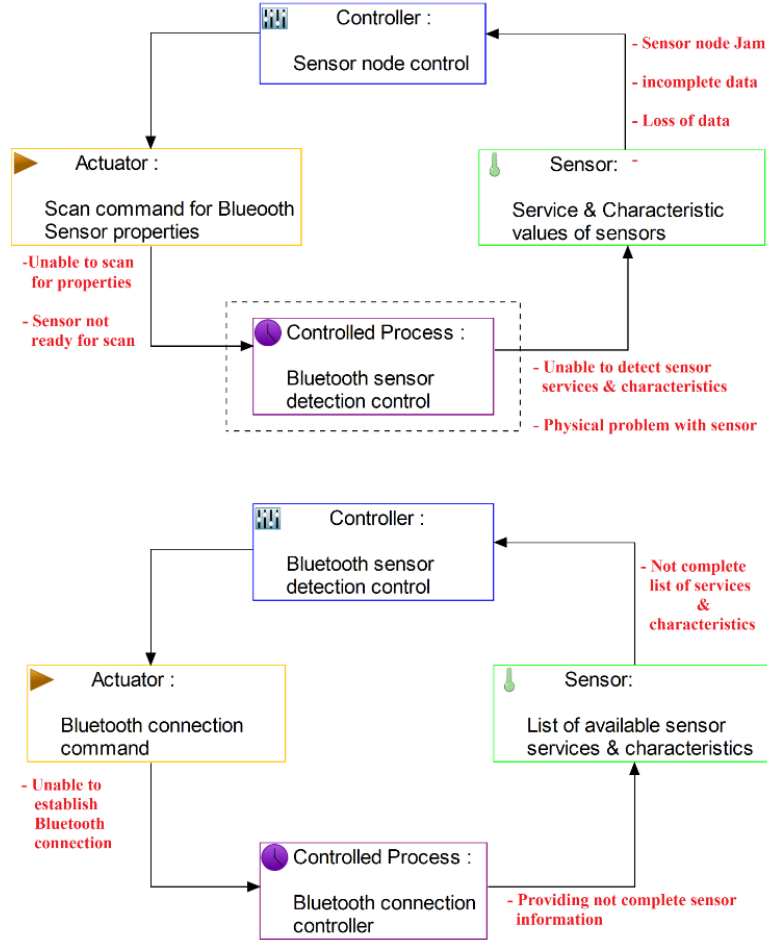 Controller :
Sensor node control
- Sensor node Jam
- incomplete data
- Loss of data
-
Actuator :
Scan command for Blueooth
Sensor properties
Sensor:
Service & Characteristic
values of sensors
-Unable to scan
for properties
- Sensor not
ready for scan
Controlled Process :
Bluetooth sensor
detection control
- Unable to detect sensor
services & characteristics
- Physical problem with sensor
Controller :
Bluetooth sensor
detection control
- Not complete
list of services
&
characteristics
Actuator :
Bluetooth connection
command
Sensor:
List of available sensor
services & characteristics
- Unable to
establish
Bluetooth
connection
Controlled Process :
Bluetooth connection
controller
- Providing not complete sensor
information